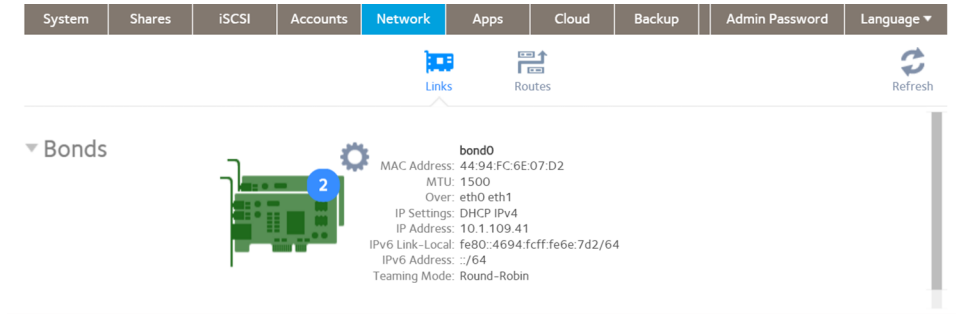 System Shares iSCSI Accounts Network Apps Cloud Backup Admin Password Language
Links Routes Refresh
Bonds
2
bond0
MAC Address: 44:94:FC:6E:07:D2
MTU: 1500
Over: eth0 eth1
IP Settings: DHCP IPv4
IP Address: 10.1.109.41
IPv6 Link-Local: fe80::4694:fcff:fe6e:7d2/64
IPv6 Address: ::/64
Teaming Mode: Round-Robin